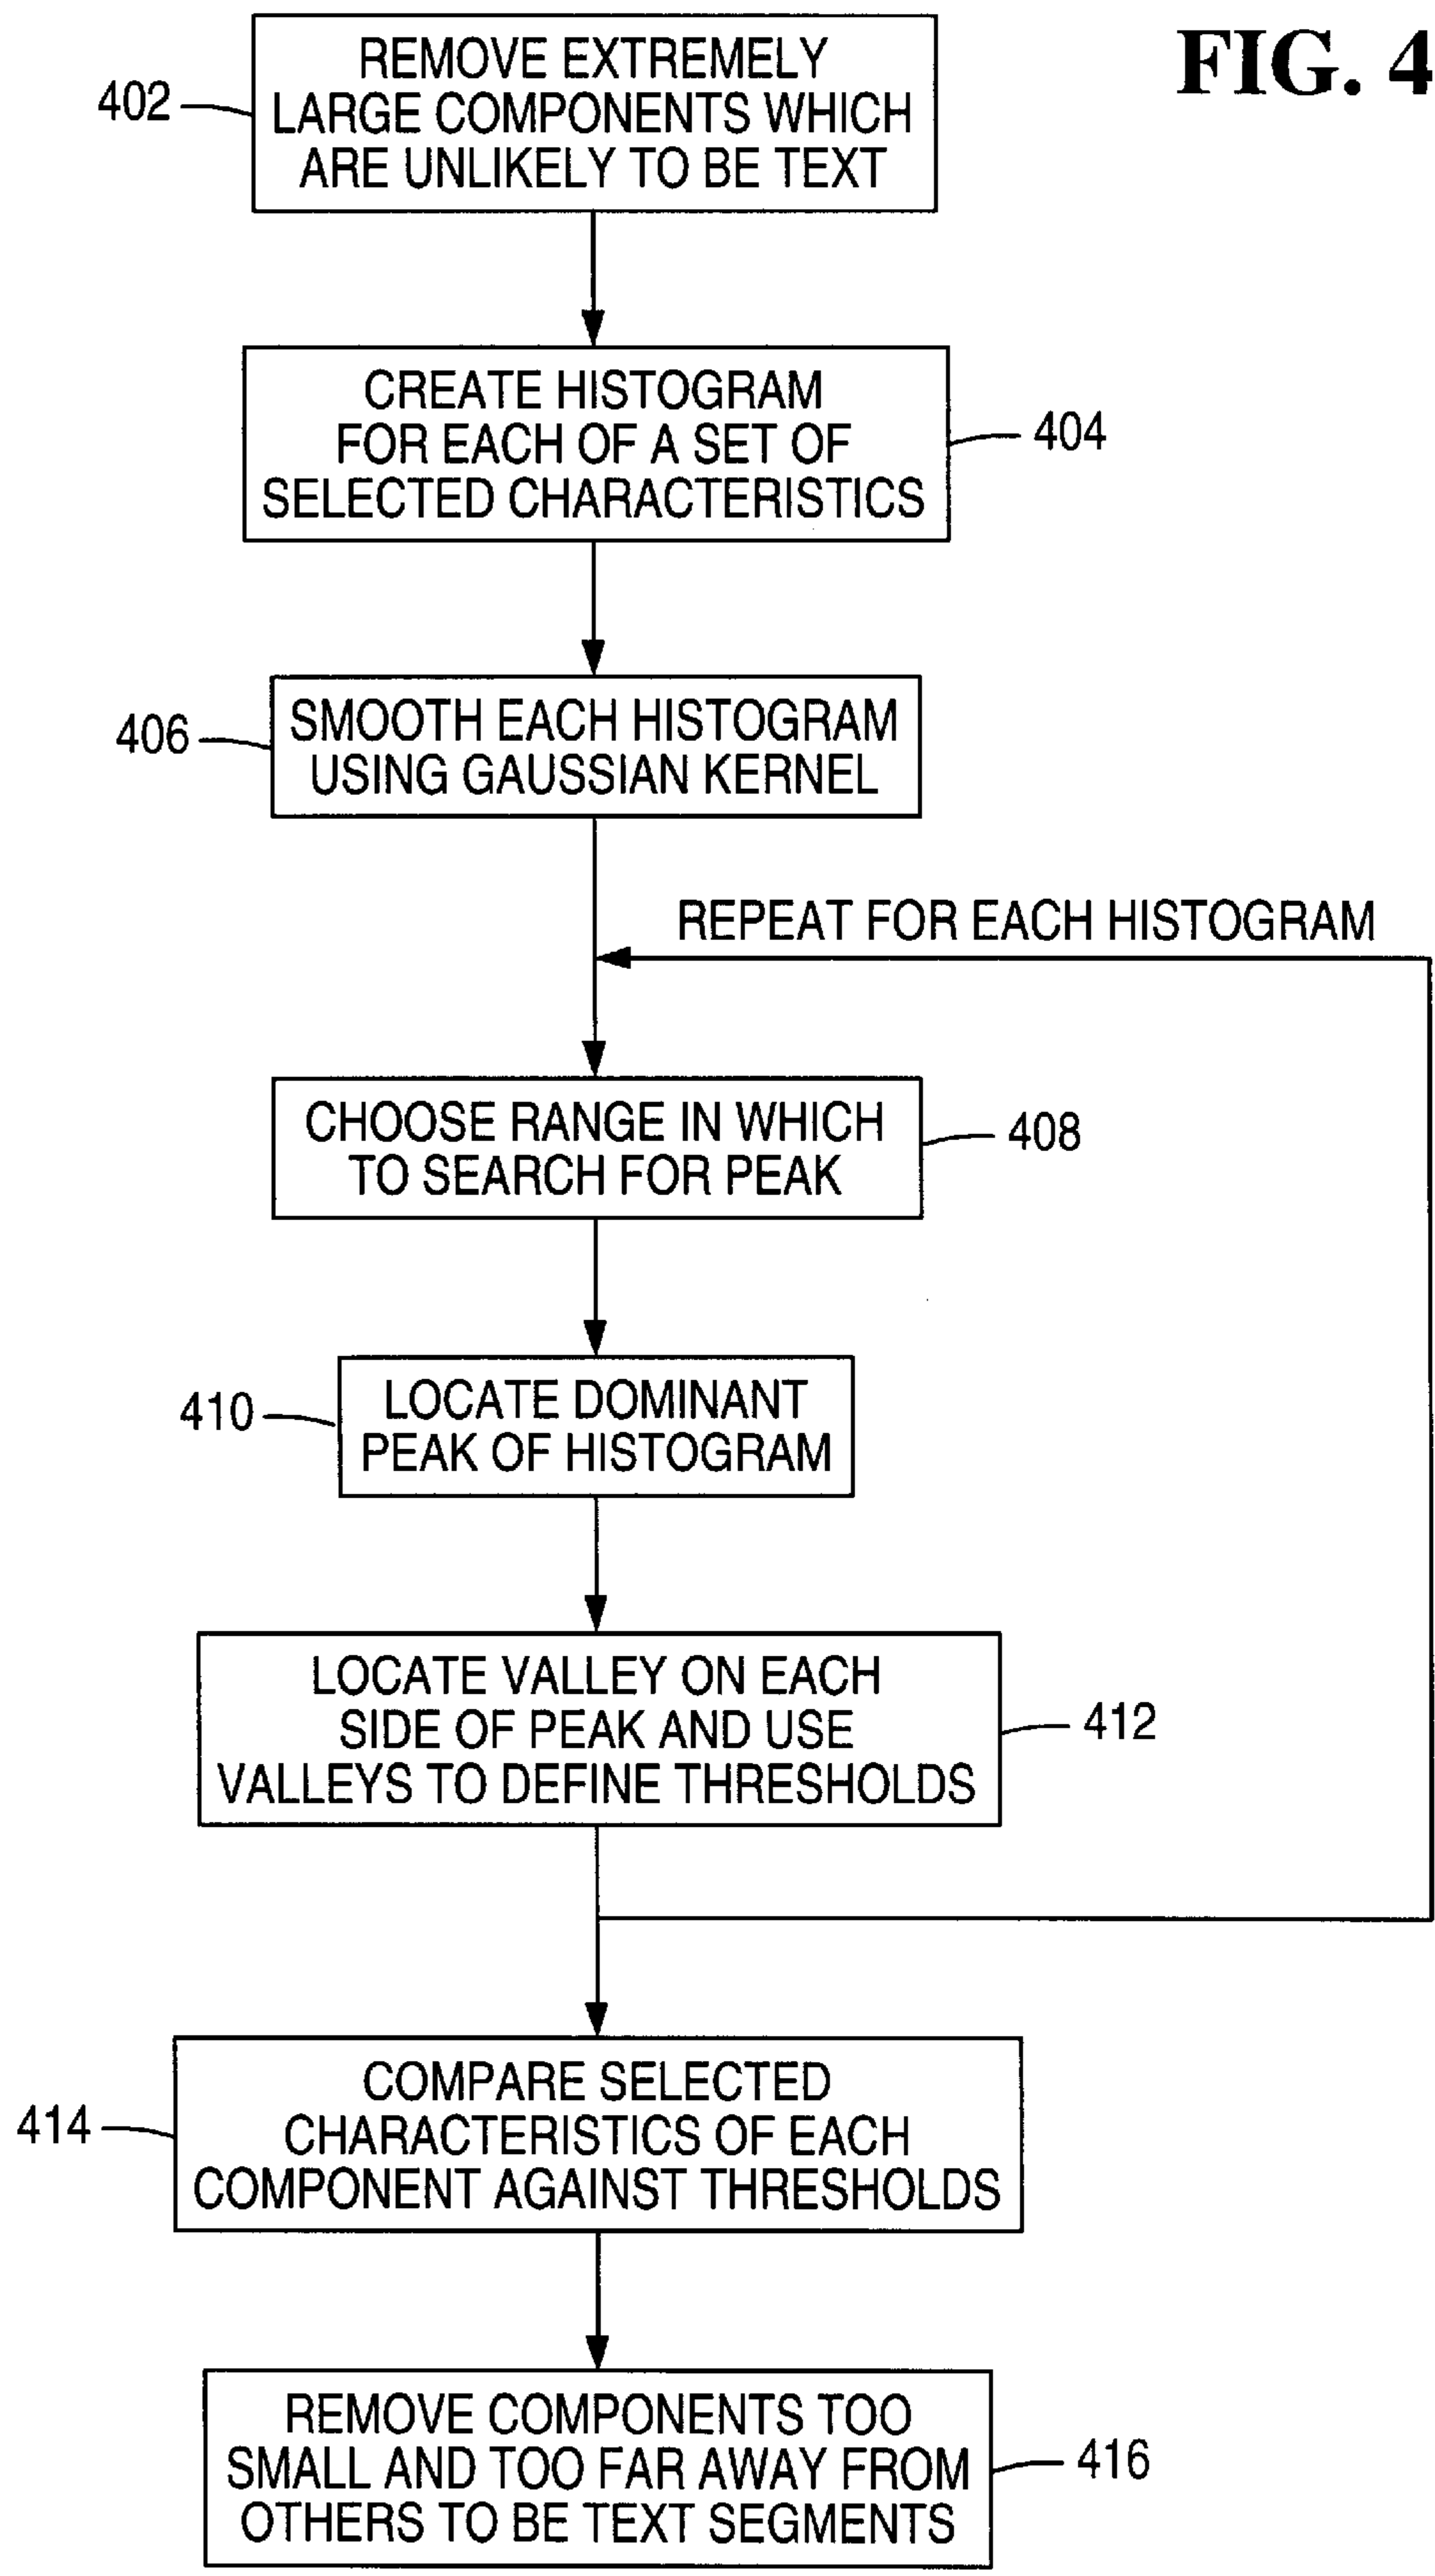 FIG. 4
402
REMOVE EXTREMELY
LARGE COMPONENTS WHICH
ARE UNLIKELY TO BE TEXT
CREATE HISTOGRAM
FOR EACH OF A SET OF
SELECTED CHARACTERISTICS
404
406
SMOOTH EACH HISTOGRAM
USING GAUSSIAN KERNEL
REPEAT FOR EACH HISTOGRAM
CHOOSE RANGE IN WHICH
TO SEARCH FOR PEAK
408
410
LOCATE DOMINANT
PEAK OF HISTOGRAM
LOCATE VALLEY ON EACH
SIDE OF PEAK AND USE
VALLEYS TO DEFINE THRESHOLDS
412
414
COMPARE SELECTED
CHARACTERISTICS OF EACH
COMPONENT AGAINST THRESHOLDS
REMOVE COMPONENTS TOO
SMALL AND TOO FAR AWAY FROM
OTHERS TO BE TEXT SEGMENTS
416